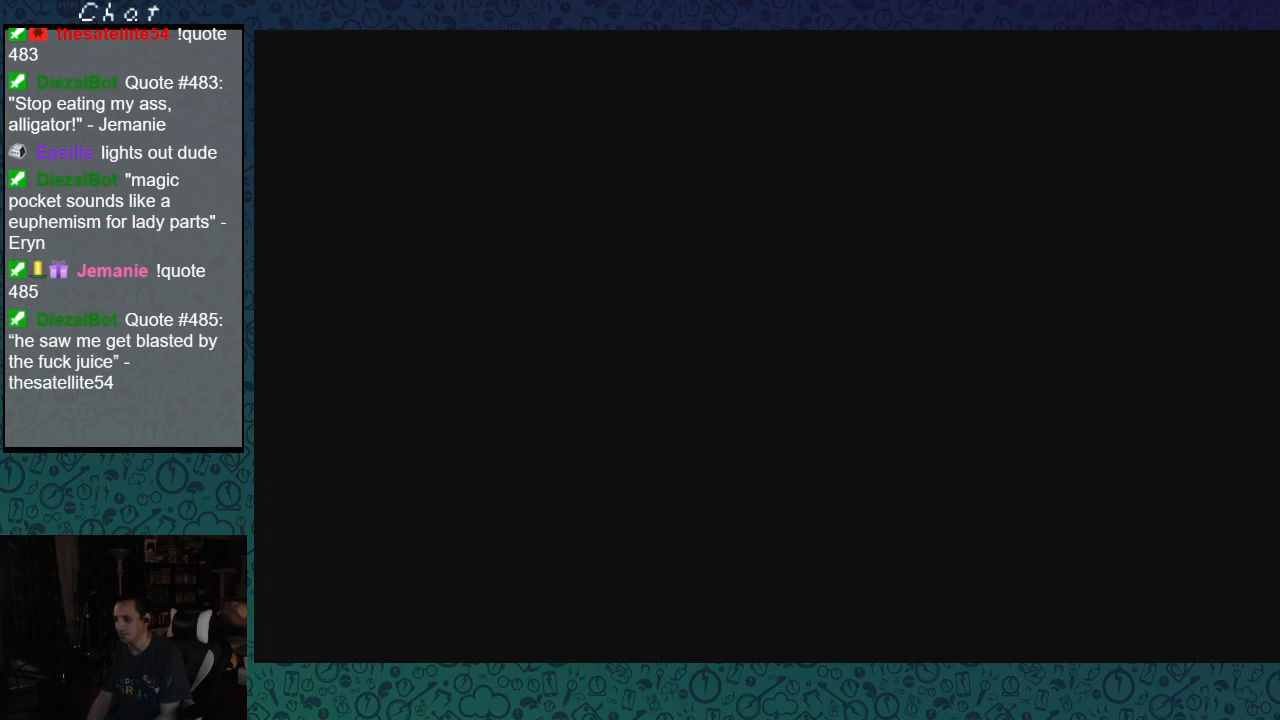 Chat
thesatellite54 !quote
483
DiezalBot Quote #483:
"Stop eating my ass,
alligator!" - Jemanie
Epsilis lights out dude
DiezalBot "magic
pocket sounds like a
euphemism for lady parts" -
Eryn
Jemanie !quote
485
DiezalBot Quote #485:
“he saw me get blasted by
the fuck juice” -
thesatellite54